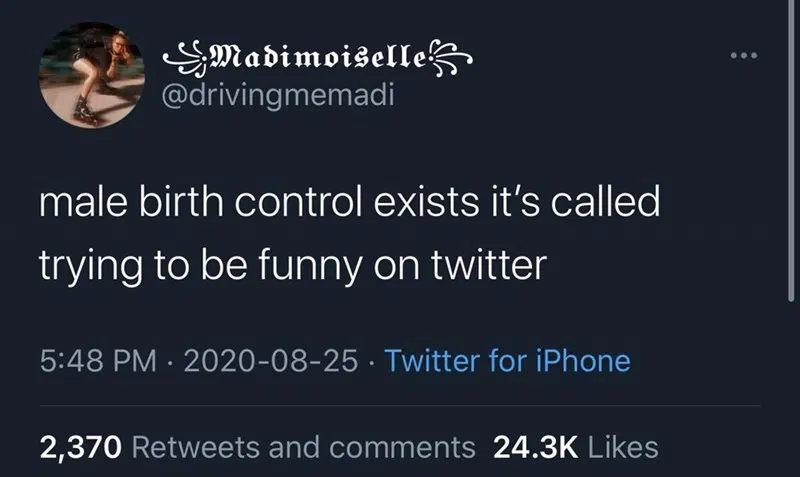 ꧁𝕸𝖆𝖉𝖎𝖒𝖔𝖎𝖘𝖊𝖑𝖑𝖊꧂
@drivingmemadi
male birth control exists it’s called
trying to be funny on twitter
5:48 PM · 2020-08-25 · Twitter for iPhone
2,370 Retweets and comments 24.3K Likes